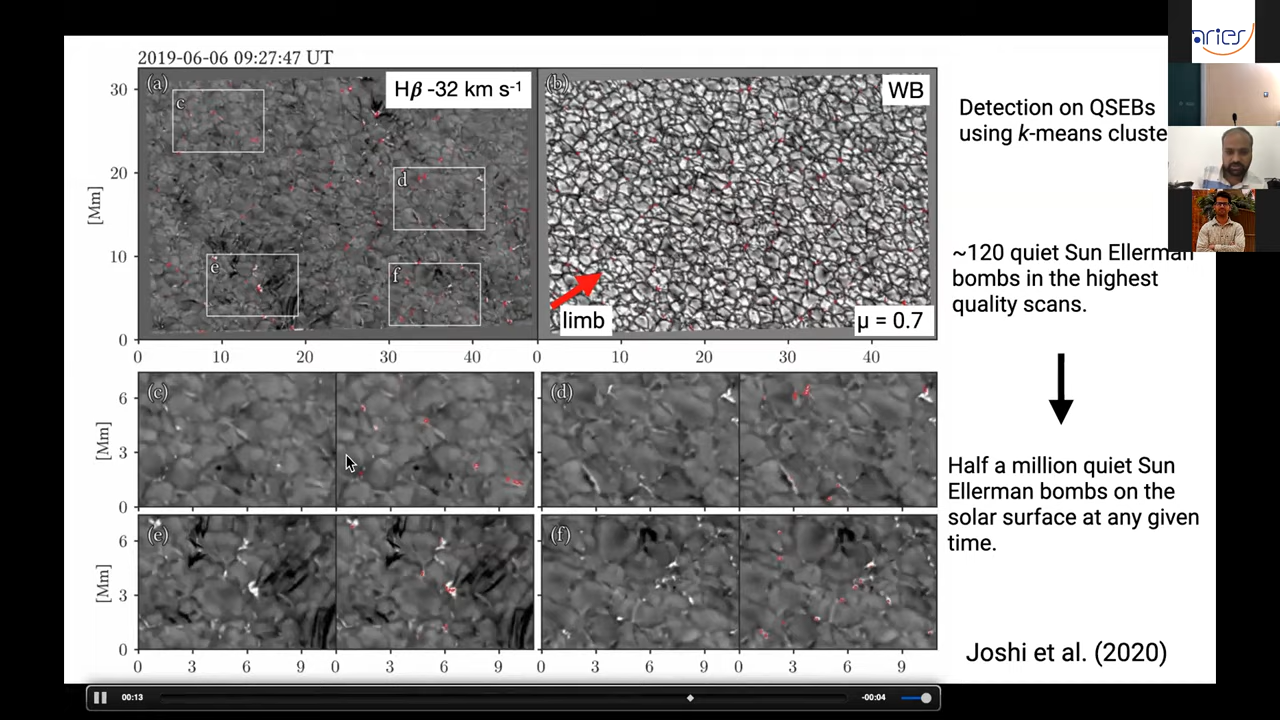 2019-06-06 09:27:47 UT
(a)
Hβ -32 km s-1
(b)
WB
c
d
e
f
limb
μ = 0.7
30
20
10
0
[Mm]
0 10 20 30 40 0 10 20 30 40
(c)
(d)
6
3
0
[Mm]
(e)
(f)
6
3
0
[Mm]
0 3 6 9 0 3 6 9 0 3 6 9 0 3 6 9
aries
Detection on QSEBs
using k-means cluste
~120 quiet Sun Ellerman
bombs in the highest
quality scans.
Half a million quiet Sun
Ellerman bombs on the
solar surface at any given
time.
Joshi et al. (2020)
00:13
-00:04